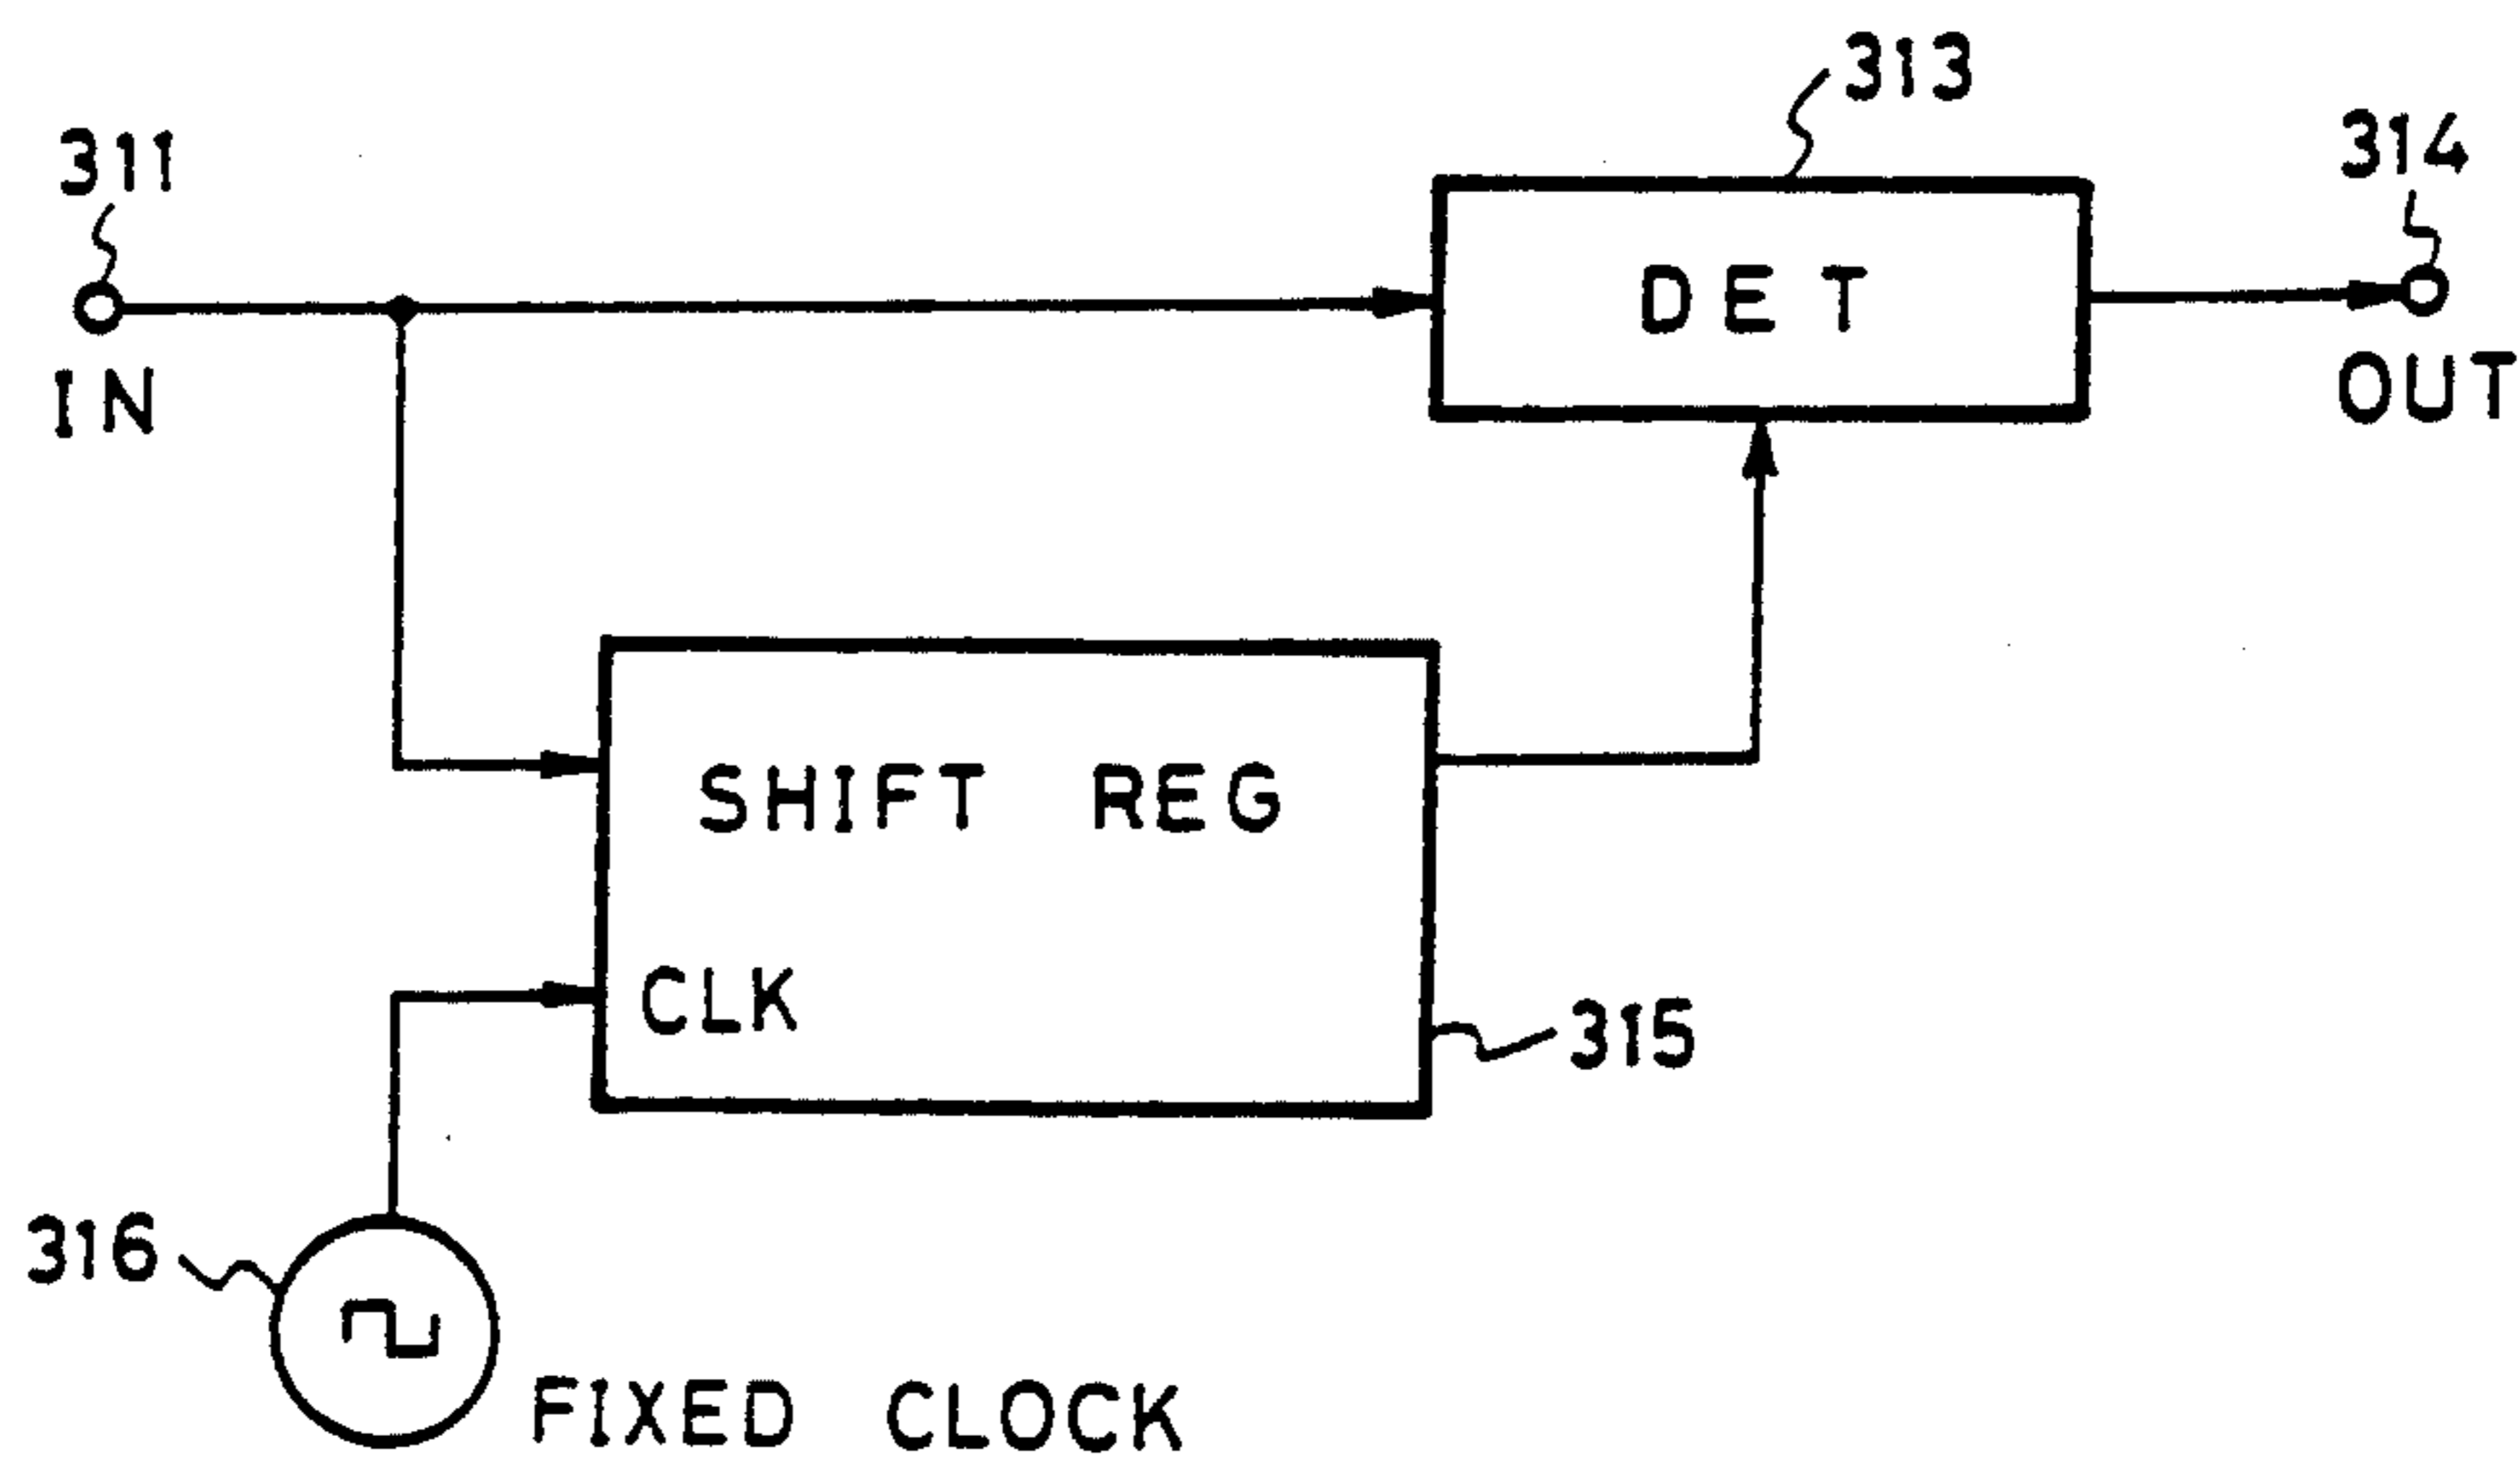 313
314
311
DET
IN
OUT
SHIFT REG
CLK
315
316
FIXED CLOCK